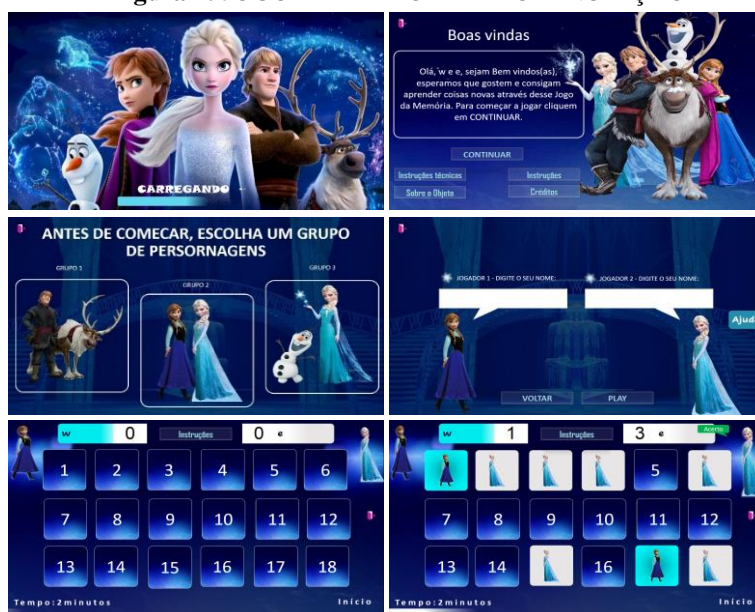 CARREGANDO
Boas vindas
Olá, w e e, sejam Bem vindos(as),
esperamos que gostem e consigam
aprender coisas novas através desse Jogo
da Memória. Para começar a jogar cliquem
em CONTINUAR.
CONTINUAR
Instruções técnicas
Instruções
Sobre o Objeto
Créditos
ANTES DE COMECAR, ESCOLHA UM GRUPO
DE PERSORNAGENS
GRUPO 1
GRUPO 2
GRUPO 3
JOGADOR 1 - DIGITE O SEU NOME:
JOGADOR 2 - DIGITE O SEU NOME:
VOLTAR
PLAY
w 0 Instruções 0 e
1 2 3 4 5 6
7 8 9 10 11 12
13 14 15 16 17 18
Tempo:2minutos
Início
w 1 Instruções 3 e Acerto
5
7 8 9 10 11 12
13 14 16
Tempo:2minutos
Início